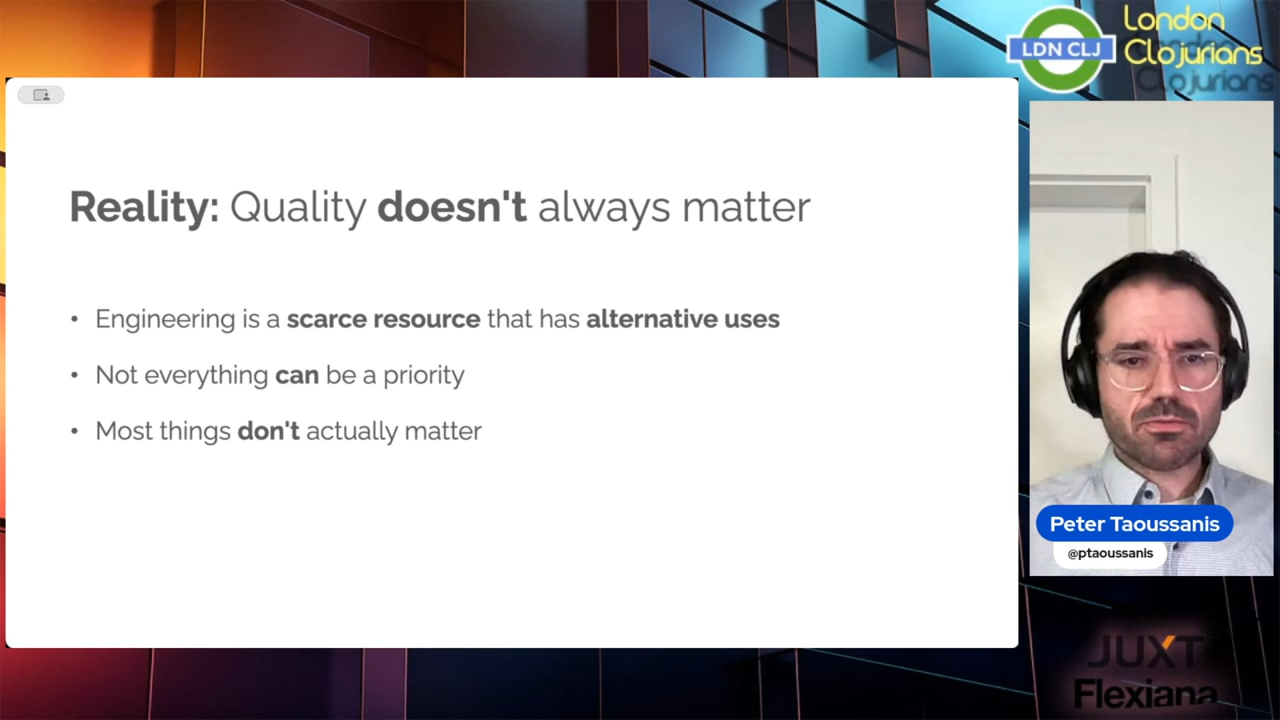 Reality: Quality doesn't always matter
• Engineering is a scarce resource that has alternative uses
• Not everything can be a priority
• Most things don't actually matter
LDN CLJ
London
Clojurians
Clojurians
Peter Taoussanis
@ptaoussanis
JUXT
Flexiana